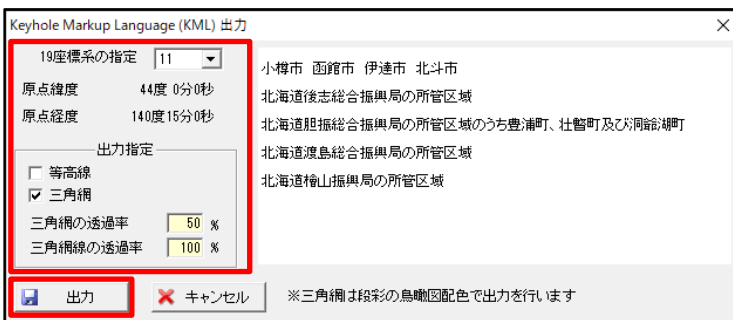 Keyhole Markup Language (KML) 出力
19座標系の指定 11
原点緯度 44度 0分0秒
原点経度 140度15分0秒
出力指定
等高線
三角網
三角網の透過率 50 %
三角網線の透過率 100 %
小樽市 函館市 伊達市 北斗市
北海道後志総合振興局の所管区域
北海道胆振総合振興局の所管区域のうち豊浦町、壮瞥町及び洞爺湖町
北海道渡島総合振興局の所管区域
北海道檜山振興局の所管区域
出力 キャンセル ※三角網は段彩の鳥瞰図配色で出力を行います